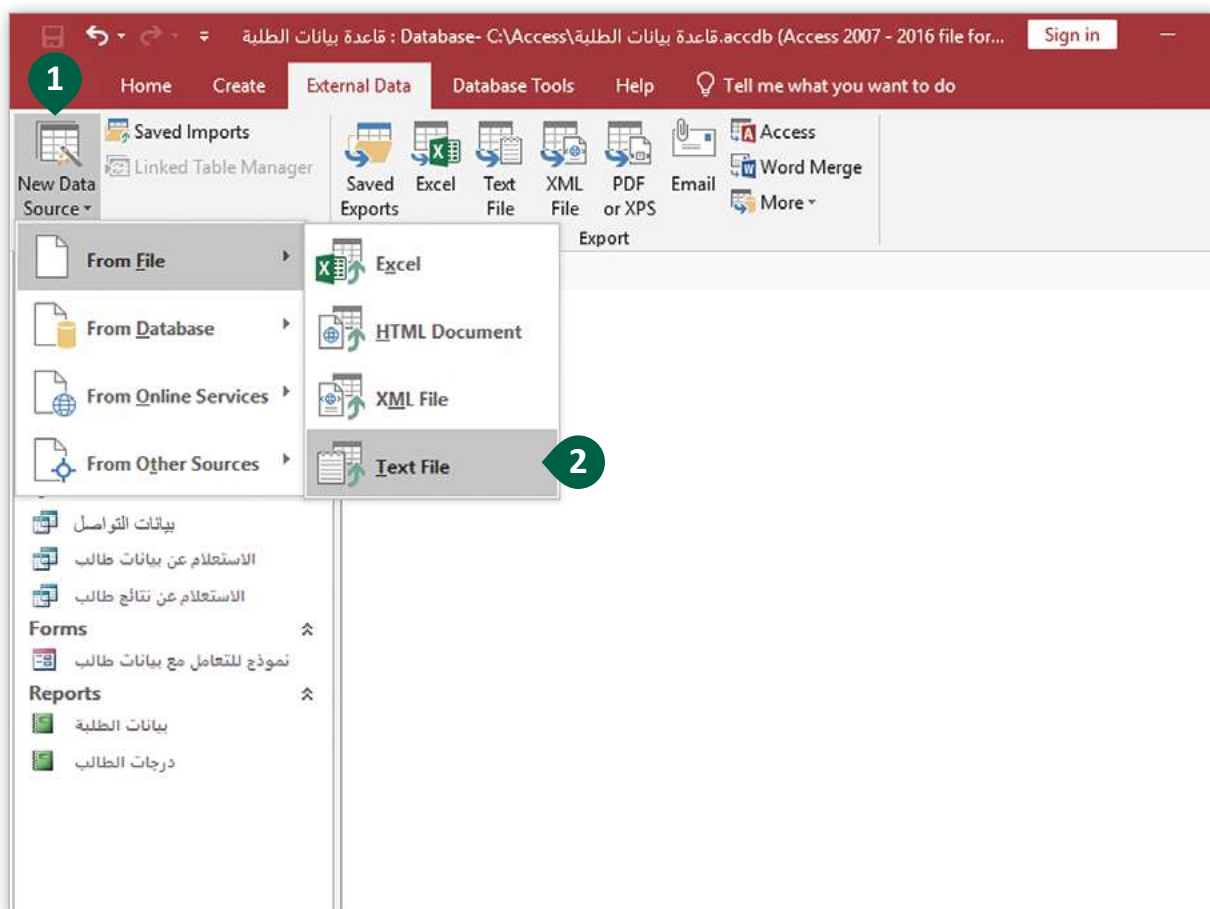 قاعدة بيانات الطلبة : Database- C:\Access\قاعدة بيانات الطلبة.accdb (Access 2007 - 2016 file for...
Sign in
1
Home Create External Data Database Tools Help Tell me what you want to do
New Data Source
Saved Imports
Linked Table Manager
Saved Exports
Excel
Text File
XML File
PDF or XPS
Email
Access
Word Merge
More
Export
From File
From Database
From Online Services
From Other Sources
Excel
HTML Document
XML File
Text File
2
بيانات التواصل
الاستعلام عن بيانات طالب
الاستعلام عن نتائج طالب
Forms
نموذج للتعامل مع بيانات طالب
Reports
بيانات الطلبة
درجات الطالب